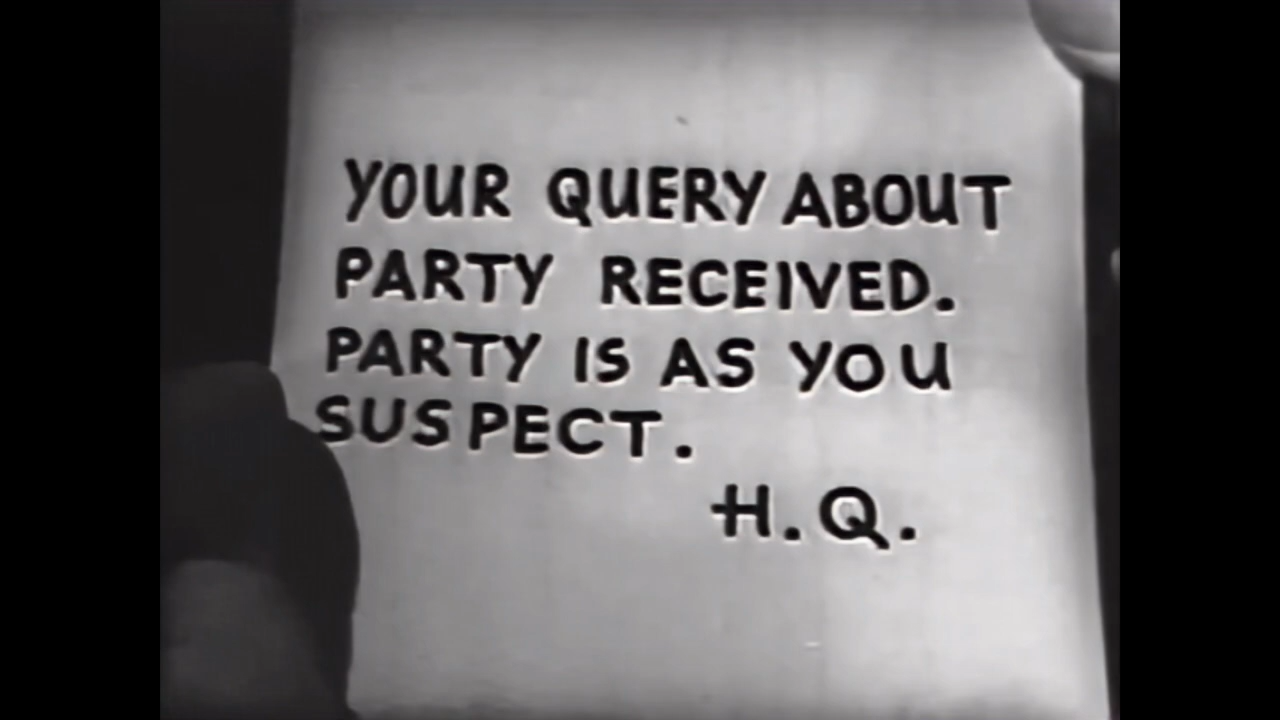 YOUR QUERY ABOUT
PARTY RECEIVED.
PARTY IS AS YOU
SUSPECT.
H.Q.